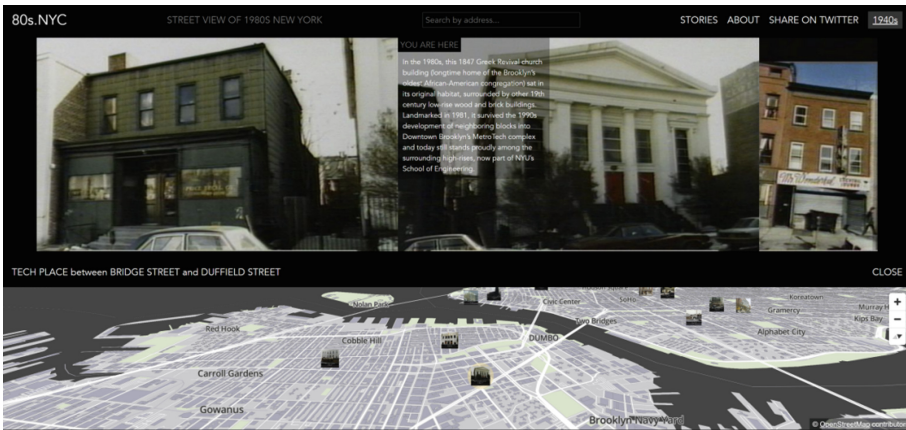 80s.NYC
STREET VIEW OF 1980S NEW YORK
Search by address...
STORIES ABOUT SHARE ON TWITTER 1940s
YOU ARE HERE
In the 1980s, this 1847 Greek Revival church
building (longtime home of the Brooklyn's
oldest African-American congregation) sat in
its original habitat, surrounded by other 19th
century low-rise wood and brick buildings.
Landmarked in 1981, it survived the 1990s
development of neighboring blocks into
Downtown Brooklyn's MetroTech complex
and today still stands proudly among the
surrounding high-rises, now part of NYU's
School of Engineering.
Wonderful
TECH PLACE between BRIDGE STREET and DUFFIELD STREET
CLOSE
Nolan Park
Civic Center
SoHo
Koreatown
Gramercy
Murray H
Kips Bay
Red Hook
Two Bridges
Alphabet City
Cobble Hill
DUMBO
Carroll Gardens
Gowanus
Brooklyn Navy Yard
+
−
© OpenStreetMap contributor